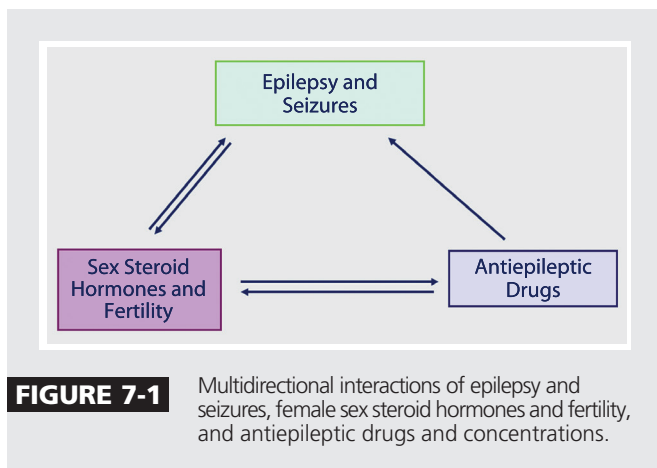 Epilepsy and
Seizures
Sex Steroid
Hormones and
Fertility
Antiepileptic
Drugs
FIGURE 7-1
Multidirectional interactions of epilepsy and
seizures, female sex steroid hormones and fertility,
and antiepileptic drugs and concentrations.